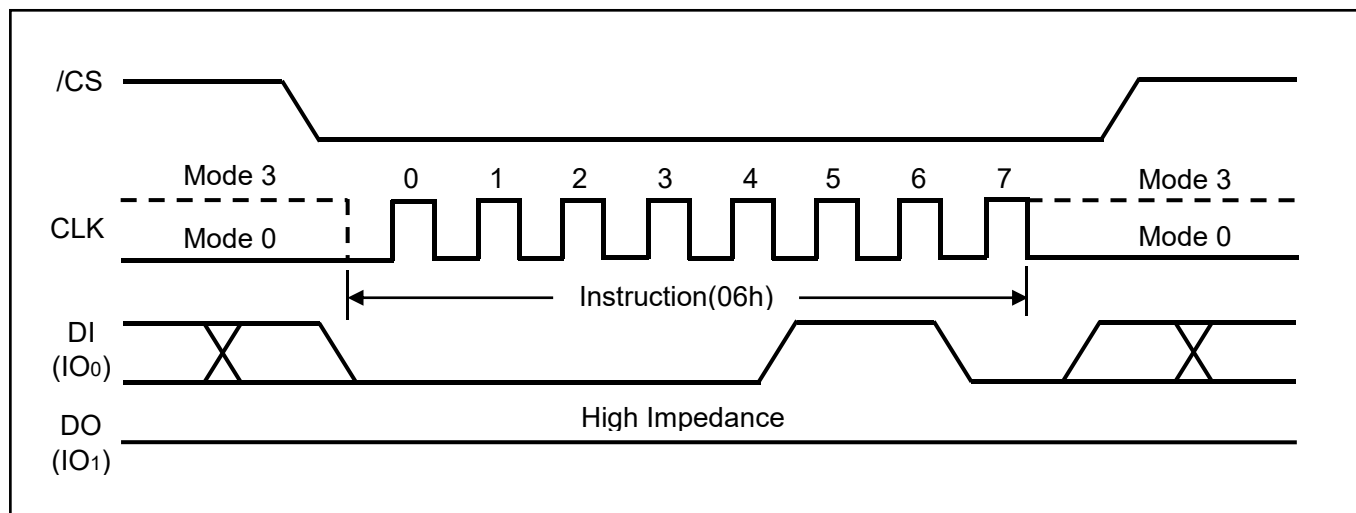 /CS
Mode 3 0 1 2 3 4 5 6 7 Mode 3
CLK
Mode 0 Mode 0
Instruction(06h)
DI
(IO0)
High Impedance
DO
(IO1)